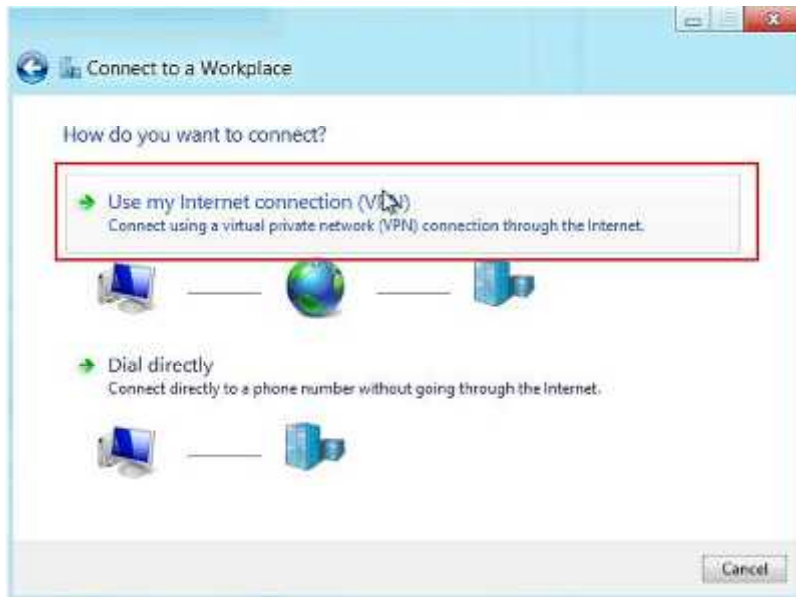 Connect to a Workplace
How do you want to connect?
Use my Internet connection (VPN)
Connect using a virtual private network (VPN) connection through the Internet.
Dial directly
Connect directly to a phone number without going through the Internet.
Cancel